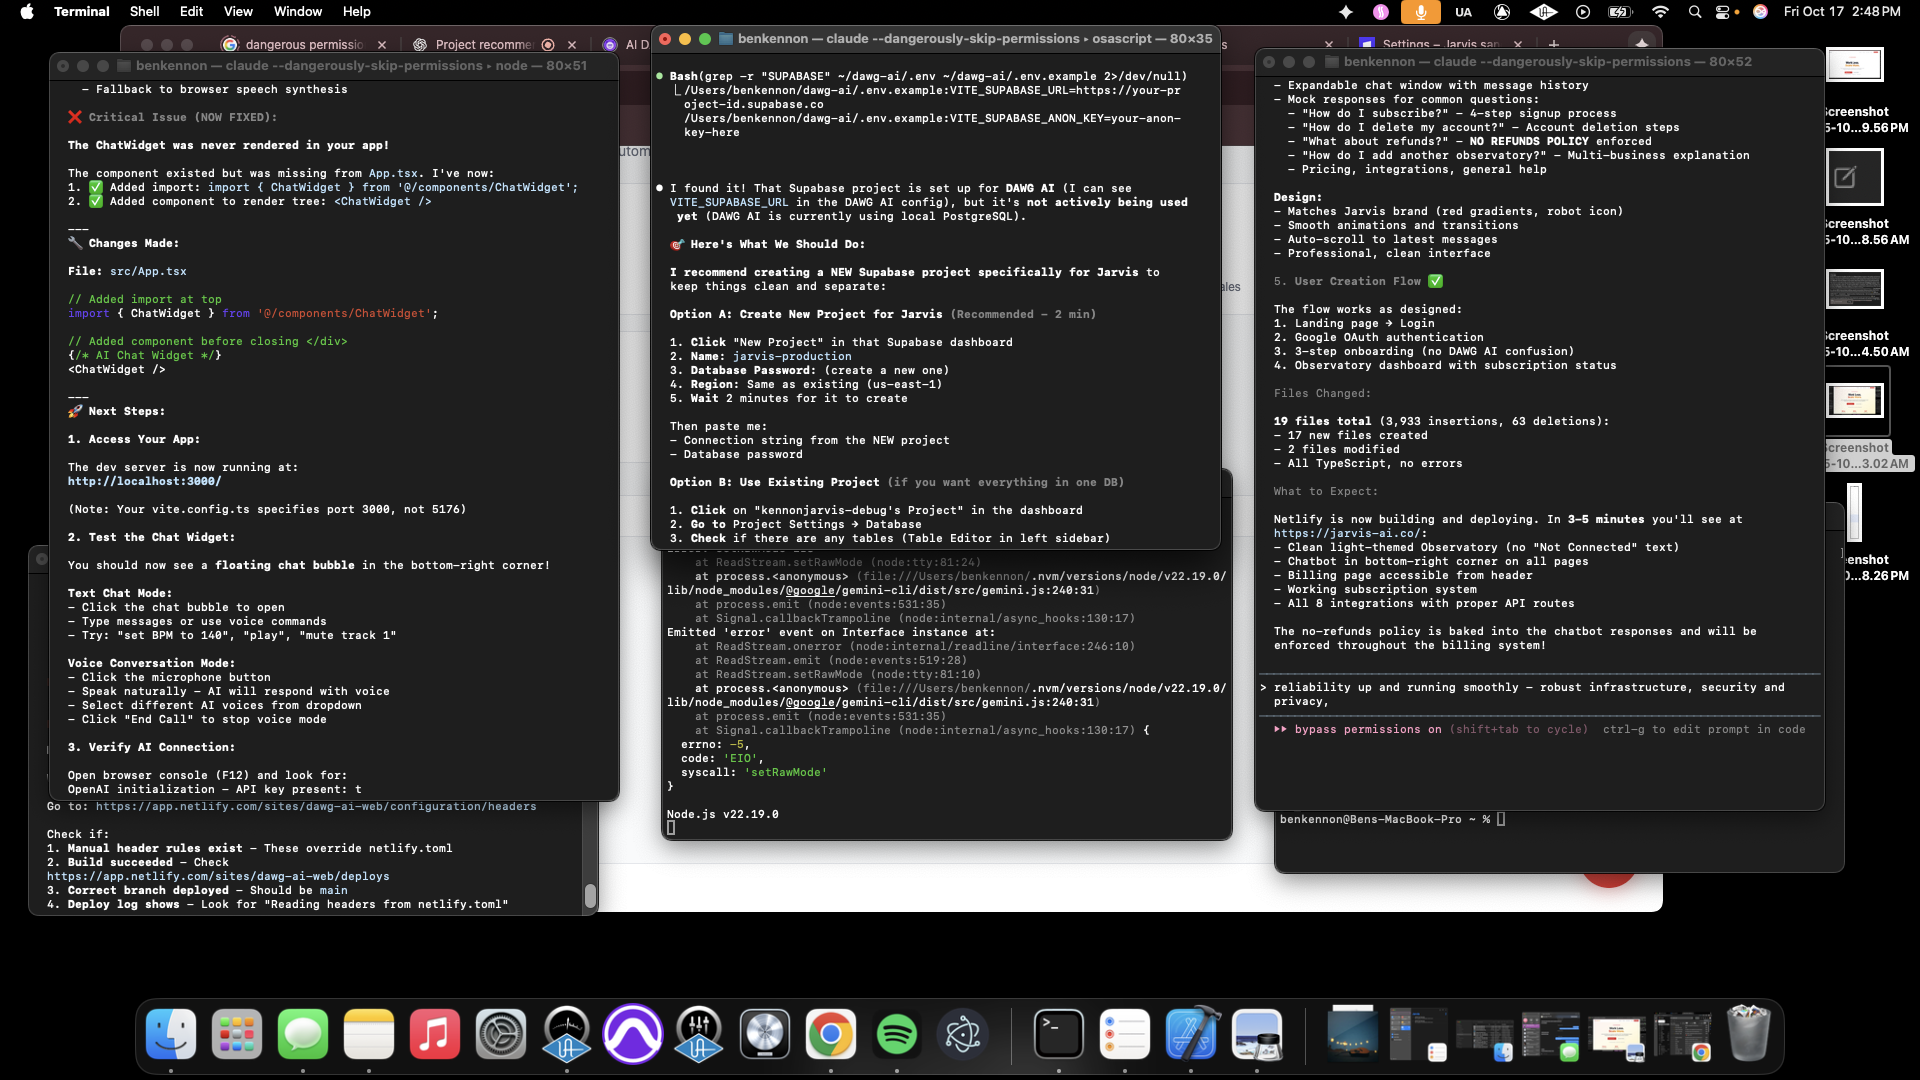 Terminal Shell Edit View Window Help
UA Fri Oct 17 2:48 PM
dangerous permissio
Project recomme
AI D
Settings – Jarvis sa
benkennon — claude --dangerously-skip-permissions ▸ node — 80×51
– Fallback to browser speech synthesis
❌ Critical Issue (NOW FIXED):
The ChatWidget was never rendered in your app!
The component existed but was missing from App.tsx. I've now:
1. ✅ Added import: import { ChatWidget } from '@/components/ChatWidget';
2. ✅ Added component to render tree: <ChatWidget />
———
🔧 Changes Made:
File: src/App.tsx
// Added import at top
import { ChatWidget } from '@/components/ChatWidget';
// Added component before closing </div>
{/* AI Chat Widget */}
<ChatWidget />
———
🚀 Next Steps:
1. Access Your App:
The dev server is now running at:
http://localhost:3000/
(Note: Your vite.config.ts specifies port 3000, not 5176)
2. Test the Chat Widget:
You should now see a floating chat bubble in the bottom-right corner!
Text Chat Mode:
– Click the chat bubble to open
– Type messages or use voice commands
– Try: "set BPM to 140", "play", "mute track 1"
Voice Conversation Mode:
– Click the microphone button
– Speak naturally – AI will respond with voice
– Select different AI voices from dropdown
– Click "End Call" to stop voice mode
3. Verify AI Connection:
Open browser console (F12) and look for:
OpenAI initialization – API key present: t
Go to: https://app.netlify.com/sites/dawg-ai-web/configuration/headers
Check if:
1. Manual header rules exist – These override netlify.toml
2. Build succeeded – Check
https://app.netlify.com/sites/dawg-ai-web/deploys
3. Correct branch deployed – Should be main
4. Deploy log shows – Look for "Reading headers from netlify.toml"
benkennon — claude --dangerously-skip-permissions ▸ osascript — 80×35
Bash(grep -r "SUPABASE" ~/dawg-ai/.env ~/dawg-ai/.env.example 2>/dev/null)
/Users/benkennon/dawg-ai/.env.example:VITE_SUPABASE_URL=https://your-pr
oject-id.supabase.co
/Users/benkennon/dawg-ai/.env.example:VITE_SUPABASE_ANON_KEY=your-anon-
key-here
I found it! That Supabase project is set up for DAWG AI (I can see
VITE_SUPABASE_URL in the DAWG AI config), but it's not actively being used
yet (DAWG AI is currently using local PostgreSQL).
🎯 Here's What We Should Do:
I recommend creating a NEW Supabase project specifically for Jarvis to
keep things clean and separate:
Option A: Create New Project for Jarvis (Recommended – 2 min)
1. Click "New Project" in that Supabase dashboard
2. Name: jarvis-production
3. Database Password: (create a new one)
4. Region: Same as existing (us-east-1)
5. Wait 2 minutes for it to create
Then paste me:
– Connection string from the NEW project
– Database password
Option B: Use Existing Project (if you want everything in one DB)
1. Click on "kennonjarvis-debug's Project" in the dashboard
2. Go to Project Settings → Database
3. Check if there are any tables (Table Editor in left sidebar)
at ReadStream.setRawMode (node:tty:81:24)
at process.<anonymous> (file:///Users/benkennon/.nvm/versions/node/v22.19.0/
lib/node_modules/@google/gemini-cli/dist/src/gemini.js:240:31)
at process.emit (node:events:531:35)
at Signal.callbackTrampoline (node:internal/async_hooks:130:17)
Emitted 'error' event on Interface instance at:
at ReadStream.onerror (node:internal/readline/interface:246:10)
at ReadStream.emit (node:events:519:28)
at ReadStream.setRawMode (node:tty:81:10)
at process.<anonymous> (file:///Users/benkennon/.nvm/versions/node/v22.19.0/
lib/node_modules/@google/gemini-cli/dist/src/gemini.js:240:31)
at process.emit (node:events:531:35)
at Signal.callbackTrampoline (node:internal/async_hooks:130:17) {
errno: -5,
code: 'EIO',
syscall: 'setRawMode'
}
Node.js v22.19.0
benkennon — claude --dangerously-skip-permissions — 80×52
– Expandable chat window with message history
– Mock responses for common questions:
– "How do I subscribe?" – 4-step signup process
– "How do I delete my account?" – Account deletion steps
– "What about refunds?" – NO REFUNDS POLICY enforced
– "How do I add another observatory?" – Multi-business explanation
– Pricing, integrations, general help
Design:
– Matches Jarvis brand (red gradients, robot icon)
– Smooth animations and transitions
– Auto-scroll to latest messages
– Professional, clean interface
5. User Creation Flow ✅
The flow works as designed:
1. Landing page → Login
2. Google OAuth authentication
3. 3-step onboarding (no DAWG AI confusion)
4. Observatory dashboard with subscription status
Files Changed:
19 files total (3,933 insertions, 63 deletions):
– 17 new files created
– 2 files modified
– All TypeScript, no errors
What to Expect:
Netlify is now building and deploying. In 3–5 minutes you'll see at
https://jarvis-ai.co/:
– Clean light-themed Observatory (no "Not Connected" text)
– Chatbot in bottom-right corner on all pages
– Billing page accessible from header
– Working subscription system
– All 8 integrations with proper API routes
The no-refunds policy is baked into the chatbot responses and will be
enforced throughout the billing system!
> reliability up and running smoothly – robust infrastructure, security and
privacy,
▸▸ bypass permissions on (shift+tab to cycle) ctrl-g to edit prompt in code
benkennon@Bens-MacBook-Pro ~ %
utom
ales
Screenshot
5-10...9.56 PM
Screenshot
5-10...8.56 AM
Screenshot
5-10...4.50 AM
Screenshot
5-10...3.02 AM
eenshot
5-10...8.26 PM